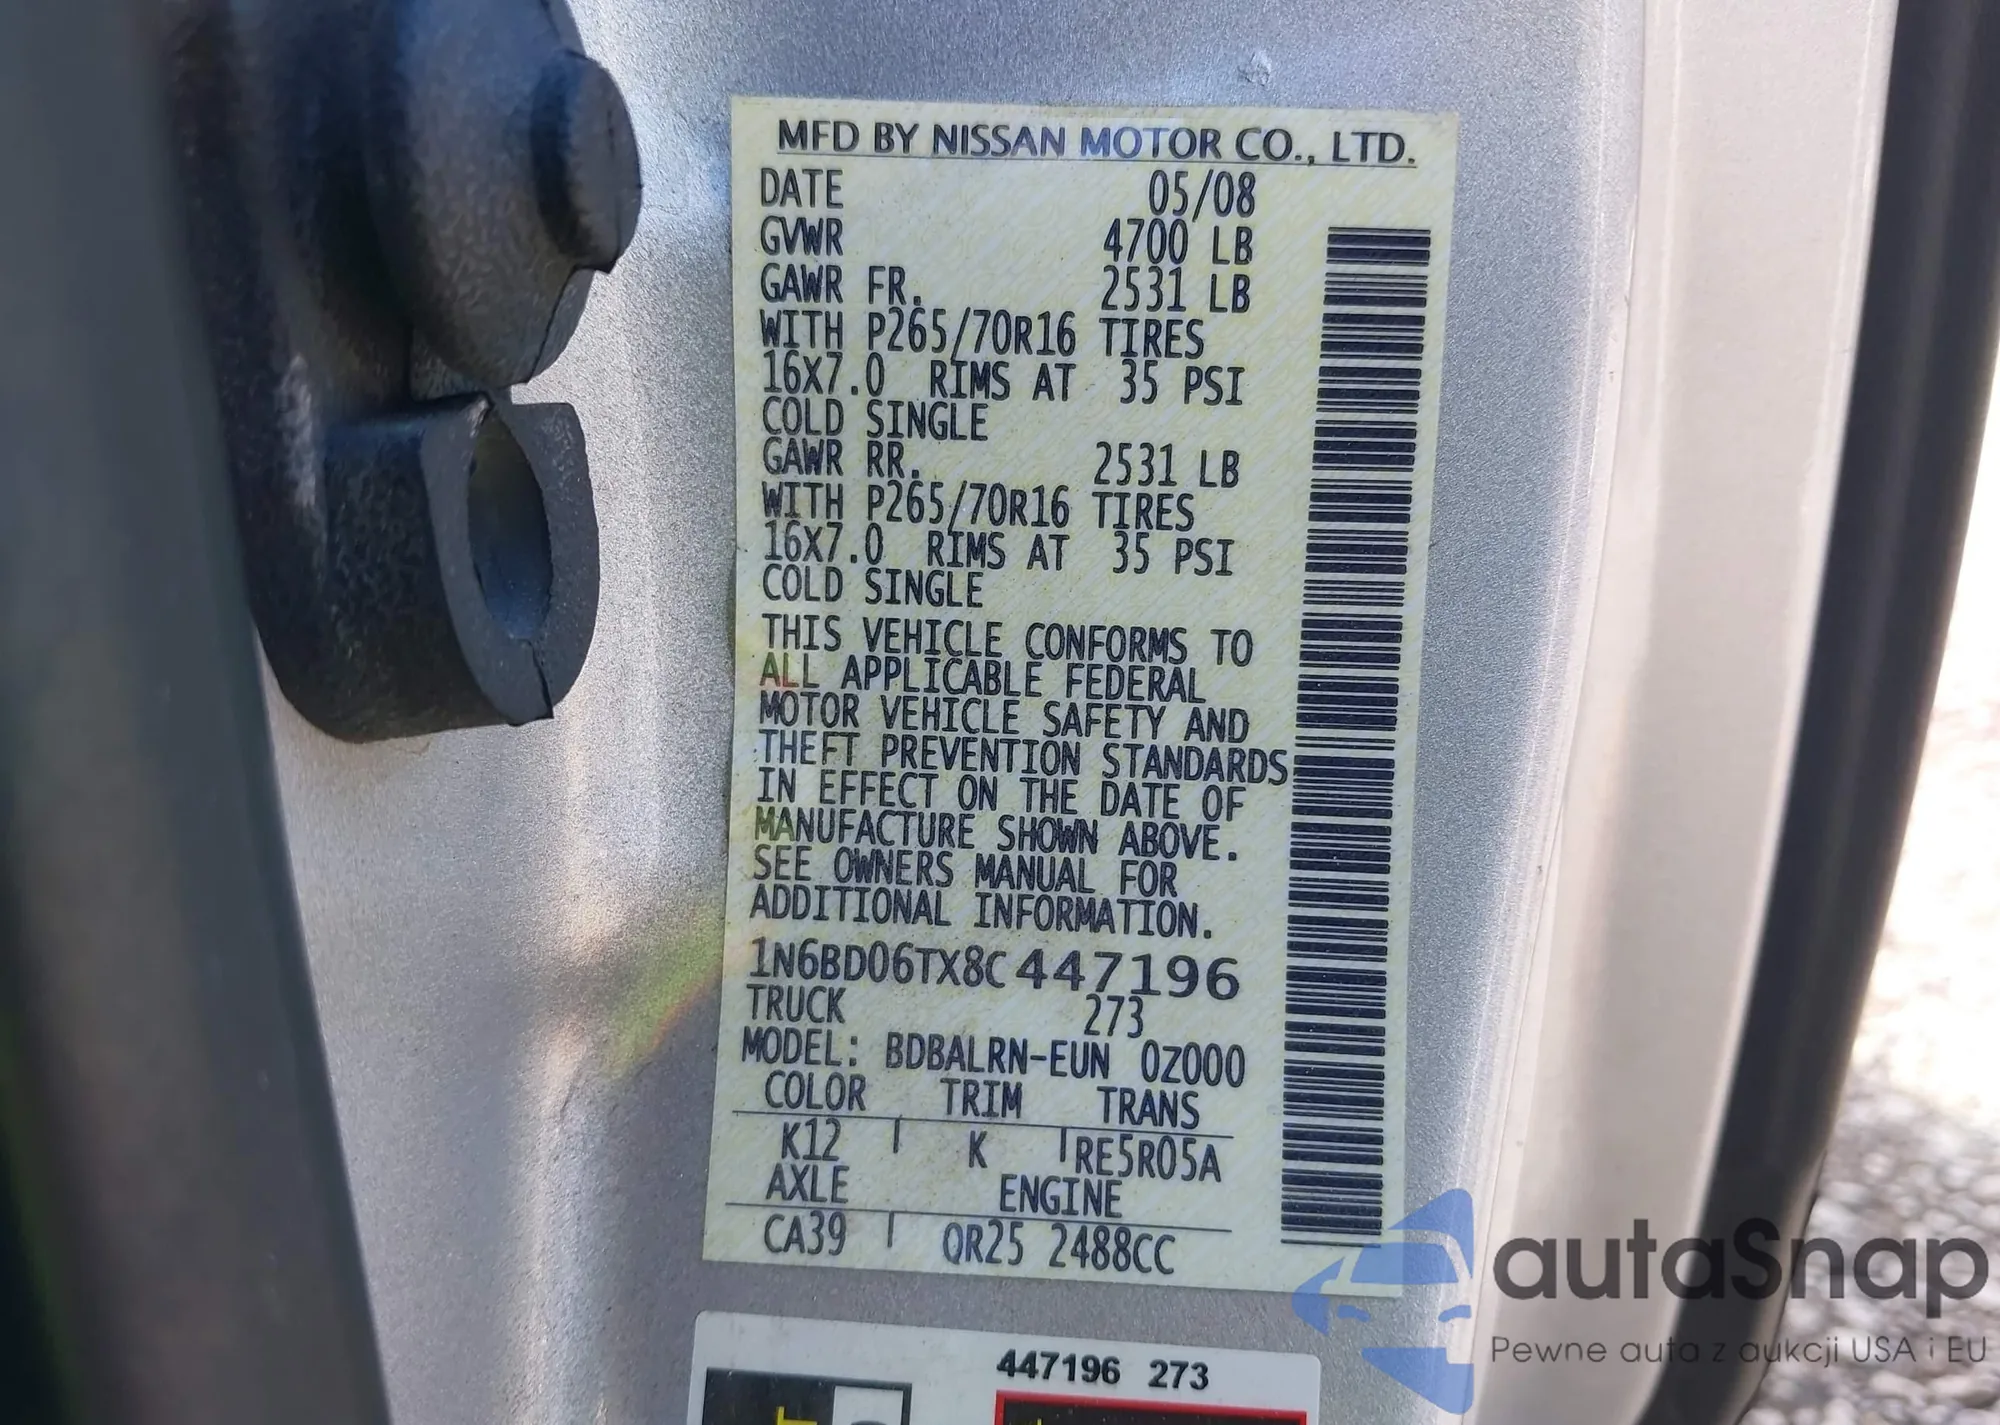 MFD BY NISSAN MOTOR CO., LTD.
DATE 05/08
GVWR 4700 LB
GAWR FR. 2531 LB
WITH P265/70R16 TIRES
16X7.0 RIMS AT 35 PSI
COLD SINGLE
GAWR RR. 2531 LB
WITH P265/70R16 TIRES
16X7.0 RIMS AT 35 PSI
COLD SINGLE
THIS VEHICLE CONFORMS TO
ALL APPLICABLE FEDERAL
MOTOR VEHICLE SAFETY AND
THEFT PREVENTION STANDARDS
IN EFFECT ON THE DATE OF
MANUFACTURE SHOWN ABOVE.
SEE OWNERS MANUAL FOR
ADDITIONAL INFORMATION.
1N6BD06TX8C447196
TRUCK 273
MODEL: BDBALRN-EUN 0Z000
COLOR TRIM TRANS
K12 K RE5R05A
AXLE ENGINE
CA39 QR25 2488CC
447196 273
autoSnap
Pewne auta z aukcji USA i EU